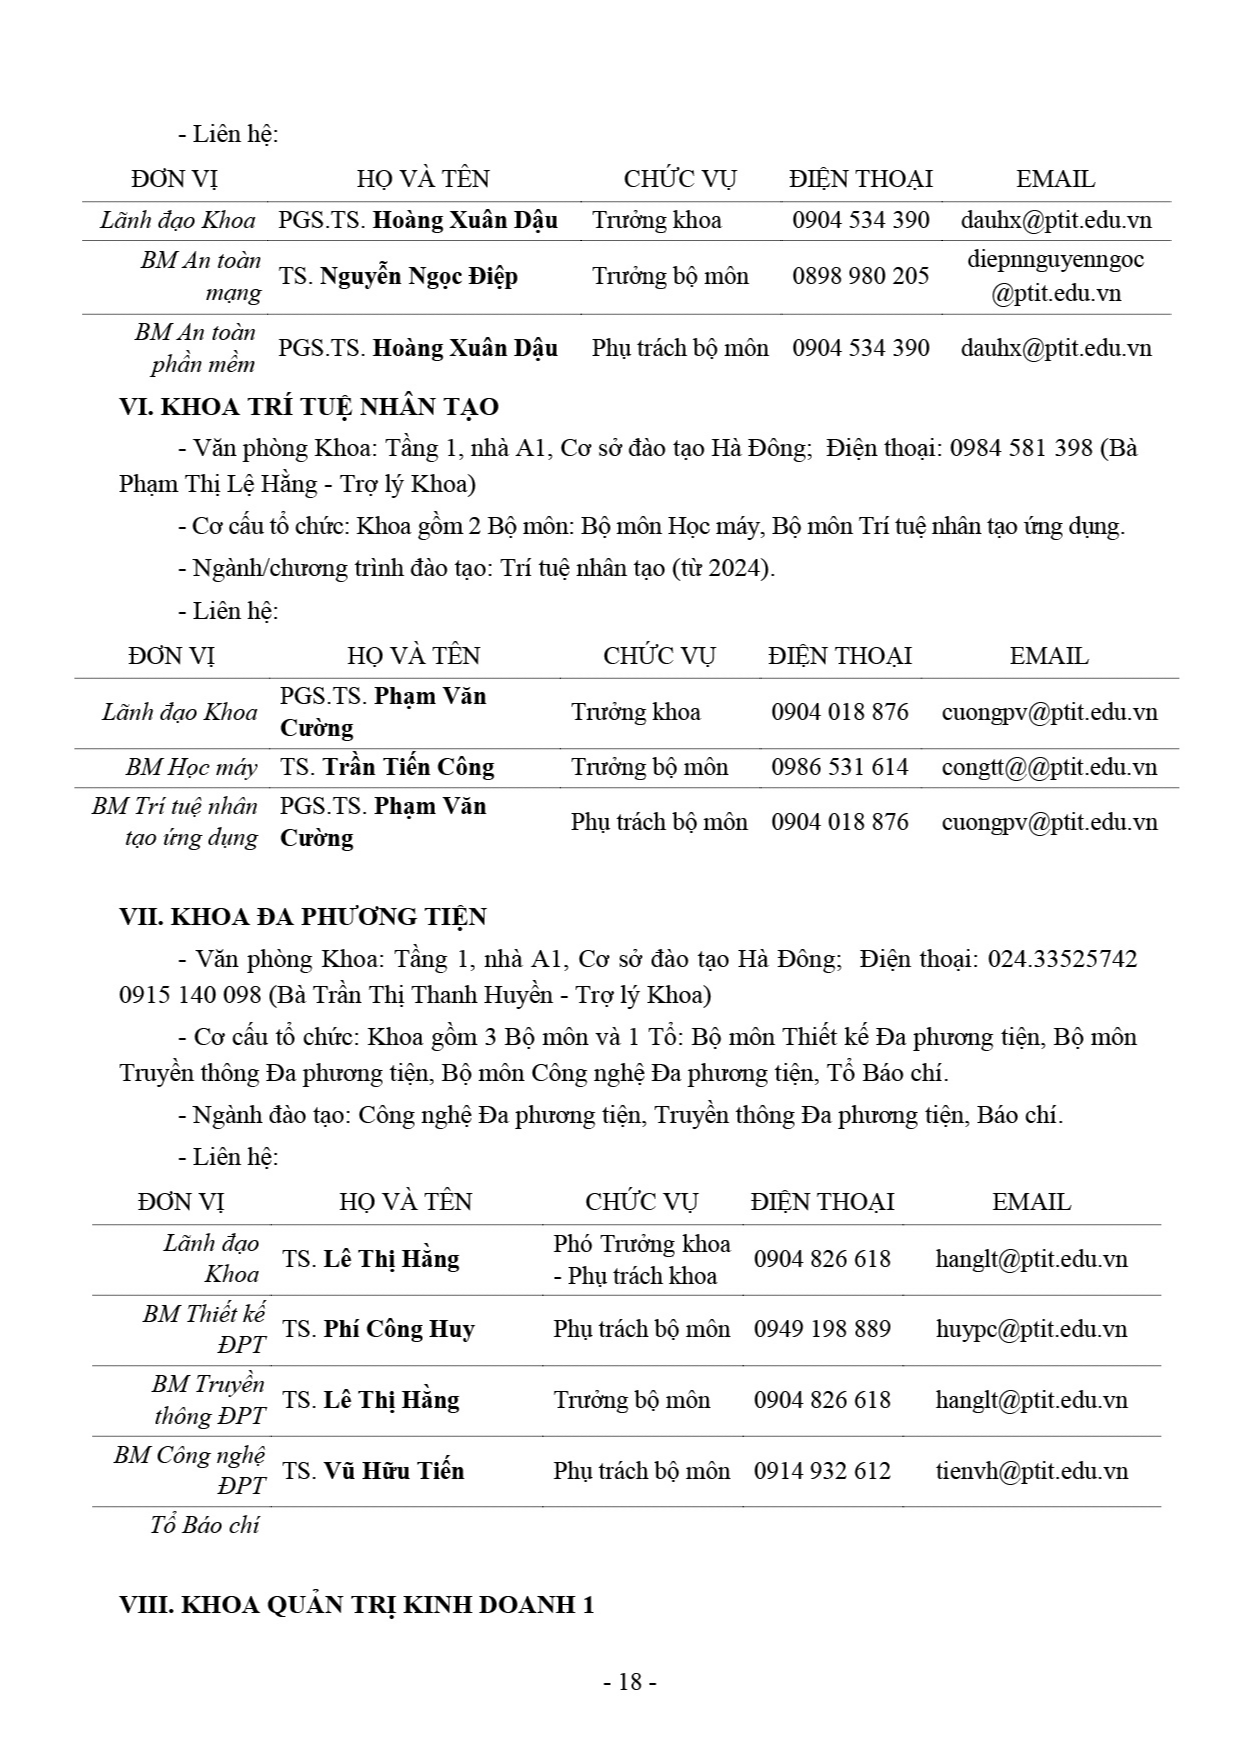 - Liên hệ:
ĐƠN VỊ HỌ VÀ TÊN CHỨC VỤ ĐIỆN THOẠI EMAIL
Lãnh đạo Khoa PGS.TS. Hoàng Xuân Dậu Trưởng khoa 0904 534 390 dauhx@ptit.edu.vn
BM An toàn mạng TS. Nguyễn Ngọc Điệp Trưởng bộ môn 0898 980 205 diepnnguyenngoc @ptit.edu.vn
BM An toàn phần mềm PGS.TS. Hoàng Xuân Dậu Phụ trách bộ môn 0904 534 390 dauhx@ptit.edu.vn
VI. KHOA TRÍ TUỆ NHÂN TẠO
- Văn phòng Khoa: Tầng 1, nhà A1, Cơ sở đào tạo Hà Đông; Điện thoại: 0984 581 398 (Bà
Phạm Thị Lệ Hằng - Trợ lý Khoa)
- Cơ cấu tổ chức: Khoa gồm 2 Bộ môn: Bộ môn Học máy, Bộ môn Trí tuệ nhân tạo ứng dụng.
- Ngành/chương trình đào tạo: Trí tuệ nhân tạo (từ 2024).
- Liên hệ:
ĐƠN VỊ HỌ VÀ TÊN CHỨC VỤ ĐIỆN THOẠI EMAIL
Lãnh đạo Khoa PGS.TS. Phạm Văn Cường Trưởng khoa 0904 018 876 cuongpv@ptit.edu.vn
BM Học máy TS. Trần Tiến Công Trưởng bộ môn 0986 531 614 congtt@@ptit.edu.vn
BM Trí tuệ nhân tạo ứng dụng PGS.TS. Phạm Văn Cường Phụ trách bộ môn 0904 018 876 cuongpv@ptit.edu.vn
VII. KHOA ĐA PHƯƠNG TIỆN
- Văn phòng Khoa: Tầng 1, nhà A1, Cơ sở đào tạo Hà Đông; Điện thoại: 024.33525742
0915 140 098 (Bà Trần Thị Thanh Huyền - Trợ lý Khoa)
- Cơ cấu tổ chức: Khoa gồm 3 Bộ môn và 1 Tổ: Bộ môn Thiết kế Đa phương tiện, Bộ môn
Truyền thông Đa phương tiện, Bộ môn Công nghệ Đa phương tiện, Tổ Báo chí.
- Ngành đào tạo: Công nghệ Đa phương tiện, Truyền thông Đa phương tiện, Báo chí.
- Liên hệ:
ĐƠN VỊ HỌ VÀ TÊN CHỨC VỤ ĐIỆN THOẠI EMAIL
Lãnh đạo Khoa TS. Lê Thị Hằng Phó Trưởng khoa - Phụ trách khoa 0904 826 618 hanglt@ptit.edu.vn
BM Thiết kế ĐPT TS. Phí Công Huy Phụ trách bộ môn 0949 198 889 huypc@ptit.edu.vn
BM Truyền thông ĐPT TS. Lê Thị Hằng Trưởng bộ môn 0904 826 618 hanglt@ptit.edu.vn
BM Công nghệ ĐPT TS. Vũ Hữu Tiến Phụ trách bộ môn 0914 932 612 tienvh@ptit.edu.vn
Tổ Báo chí
VIII. KHOA QUẢN TRỊ KINH DOANH 1
- 18 -